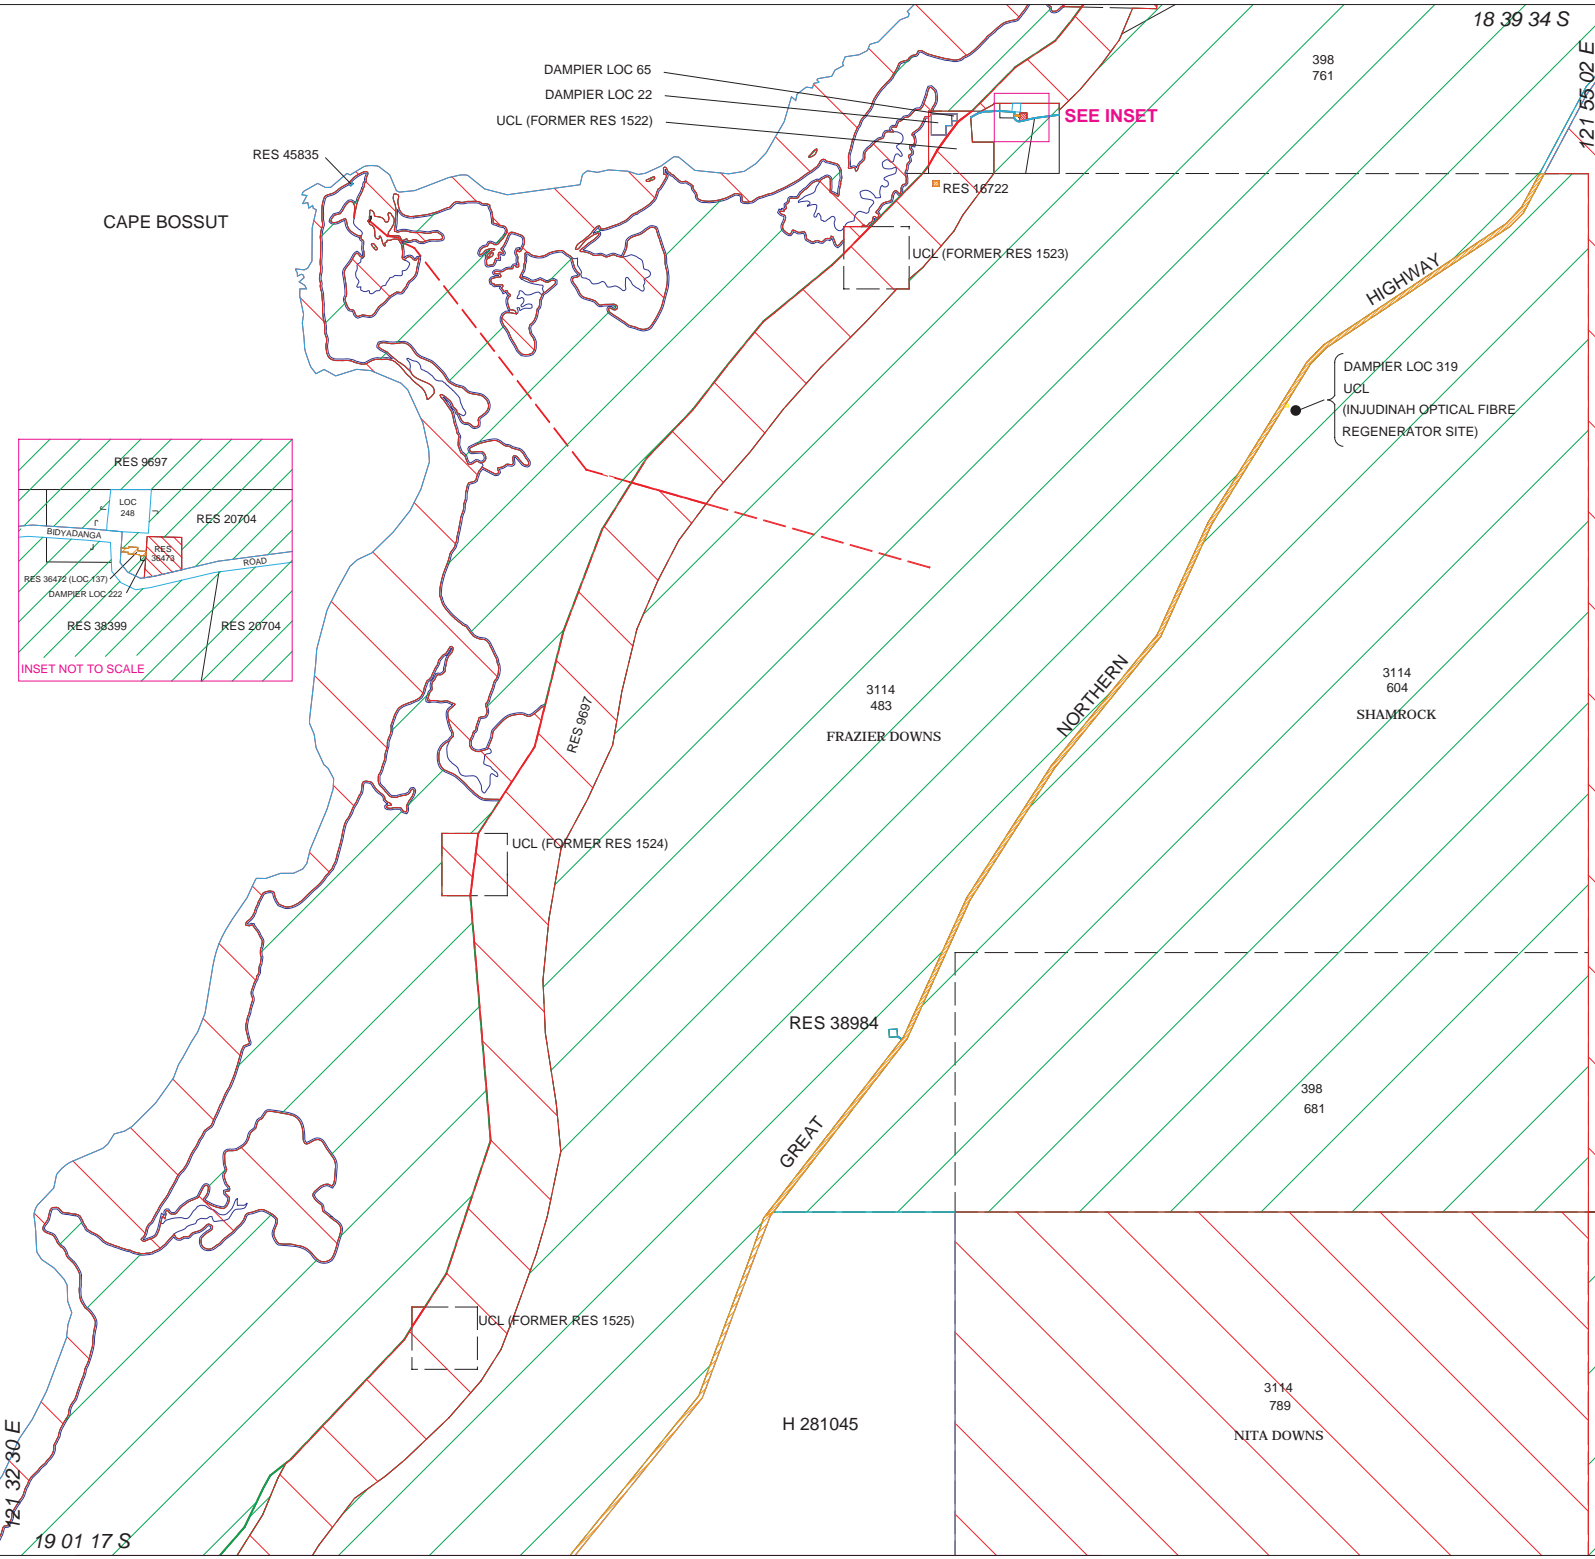 18 39 34 S
121 55 02 E
398
761
DAMPIER LOC 65
DAMPIER LOC 22
UCL (FORMER RES 1522)
SEE INSET
RES 45835
RES 16722
CAPE BOSSUT
UCL (FORMER RES 1523)
HIGHWAY
DAMPIER LOC 319
UCL
(INJUDINAH OPTICAL FIBRE
REGENERATOR SITE)
RES 9697
LOC
248
RES 20704
BIDYADANGA
RES
36473
ROAD
RES 36472 (LOC 137)
DAMPIER LOC 222
RES 38399
RES 20704
INSET NOT TO SCALE
3114
483
FRAZIER DOWNS
NORTHERN
3114
604
SHAMROCK
RES 9697
UCL (FORMER RES 1524)
RES 38984
398
681
GREAT
UCL (FORMER RES 1525)
H 281045
3114
789
NITA DOWNS
121 32 30 E
19 01 17 S